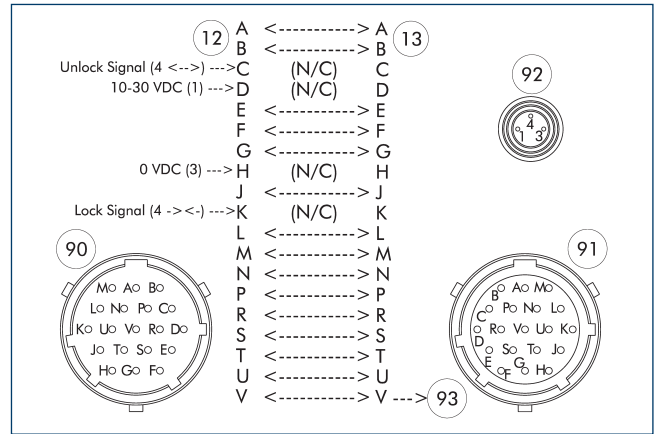 12 A <--------> A 13
B <--------> B
Unlock Signal (4 <-->) ---> C (N/C) C
10-30 VDC (1) ---> D (N/C) D
92
E <--------> E
F <--------> F
1 4 3
G <--------> G
0 VDC (3) ---> H (N/C) H
J <--------> J
Lock Signal (4 -><-) ---> K (N/C) K
L <--------> L
M <--------> M
N <--------> N
P <--------> P
R <--------> R
S <--------> S
T <--------> T
U <--------> U
V <--------> V ---> 93
90
M A B
L N P C
K U V R D
J T S E
H G F
91
B A M
C P N L
D R V U K
E S T J
F G H